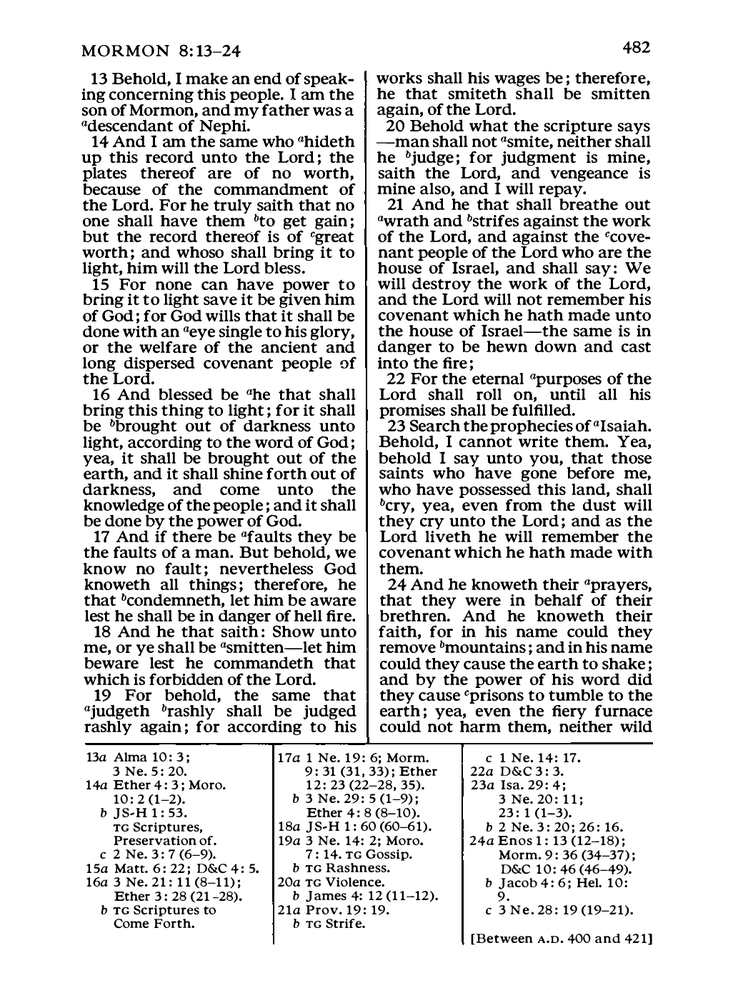 MORMON 8:13–24
482
13 Behold, I make an end of speak-
ing concerning this people. I am the
son of Mormon, and my father was a
adescendant of Nephi.
14 And I am the same who ahideth
up this record unto the Lord; the
plates thereof are of no worth,
because of the commandment of
the Lord. For he truly saith that no
one shall have them bto get gain;
but the record thereof is of cgreat
worth; and whoso shall bring it to
light, him will the Lord bless.
15 For none can have power to
bring it to light save it be given him
of God; for God wills that it shall be
done with an aeye single to his glory,
or the welfare of the ancient and
long dispersed covenant people of
the Lord.
16 And blessed be ahe that shall
bring this thing to light; for it shall
be bbrought out of darkness unto
light, according to the word of God;
yea, it shall be brought out of the
earth, and it shall shine forth out of
darkness, and come unto the
knowledge of the people; and it shall
be done by the power of God.
17 And if there be afaults they be
the faults of a man. But behold, we
know no fault; nevertheless God
knoweth all things; therefore, he
that bcondemneth, let him be aware
lest he shall be in danger of hell fire.
18 And he that saith: Show unto
me, or ye shall be asmitten—let him
beware lest he commandeth that
which is forbidden of the Lord.
19 For behold, the same that
ajudgeth brashly shall be judged
rashly again; for according to his
works shall his wages be; therefore,
he that smiteth shall be smitten
again, of the Lord.
20 Behold what the scripture says
—man shall not asmite, neither shall
he bjudge; for judgment is mine,
saith the Lord, and vengeance is
mine also, and I will repay.
21 And he that shall breathe out
awrath and bstrifes against the work
of the Lord, and against the ccove-
nant people of the Lord who are the
house of Israel, and shall say: We
will destroy the work of the Lord,
and the Lord will not remember his
covenant which he hath made unto
the house of Israel—the same is in
danger to be hewn down and cast
into the fire;
22 For the eternal apurposes of the
Lord shall roll on, until all his
promises shall be fulfilled.
23 Search the prophecies of aIsaiah.
Behold, I cannot write them. Yea,
behold I say unto you, that those
saints who have gone before me,
who have possessed this land, shall
bcry, yea, even from the dust will
they cry unto the Lord; and as the
Lord liveth he will remember the
covenant which he hath made with
them.
24 And he knoweth their aprayers,
that they were in behalf of their
brethren. And he knoweth their
faith, for in his name could they
remove bmountains; and in his name
could they cause the earth to shake;
and by the power of his word did
they cause cprisons to tumble to the
earth; yea, even the fiery furnace
could not harm them, neither wild
13a Alma 10: 3;
3 Ne. 5: 20.
14a Ether 4: 3; Moro.
10: 2 (1–2).
b JS-H 1: 53.
TG Scriptures,
Preservation of.
c 2 Ne. 3: 7 (6–9).
15a Matt. 6: 22; D&C 4: 5.
16a 3 Ne. 21: 11 (8–11);
Ether 3: 28 (21–28).
b TG Scriptures to
Come Forth.
17a 1 Ne. 19: 6; Morm.
9: 31 (31, 33); Ether
12: 23 (22–28, 35).
b 3 Ne. 29: 5 (1–9);
Ether 4: 8 (8–10).
18a JS-H 1: 60 (60–61).
19a 3 Ne. 14: 2; Moro.
7: 14. TG Gossip.
b TG Rashness.
20a TG Violence.
b James 4: 12 (11–12).
21a Prov. 19: 19.
b TG Strife.
c 1 Ne. 14: 17.
22a D&C 3: 3.
23a Isa. 29: 4;
3 Ne. 20: 11;
23: 1 (1–3).
b 2 Ne. 3: 20; 26: 16.
24a Enos 1: 13 (12–18);
Morm. 9: 36 (34–37);
D&C 10: 46 (46–49).
b Jacob 4: 6; Hel. 10:
9.
c 3 Ne. 28: 19 (19–21).
[Between A.D. 400 and 421]